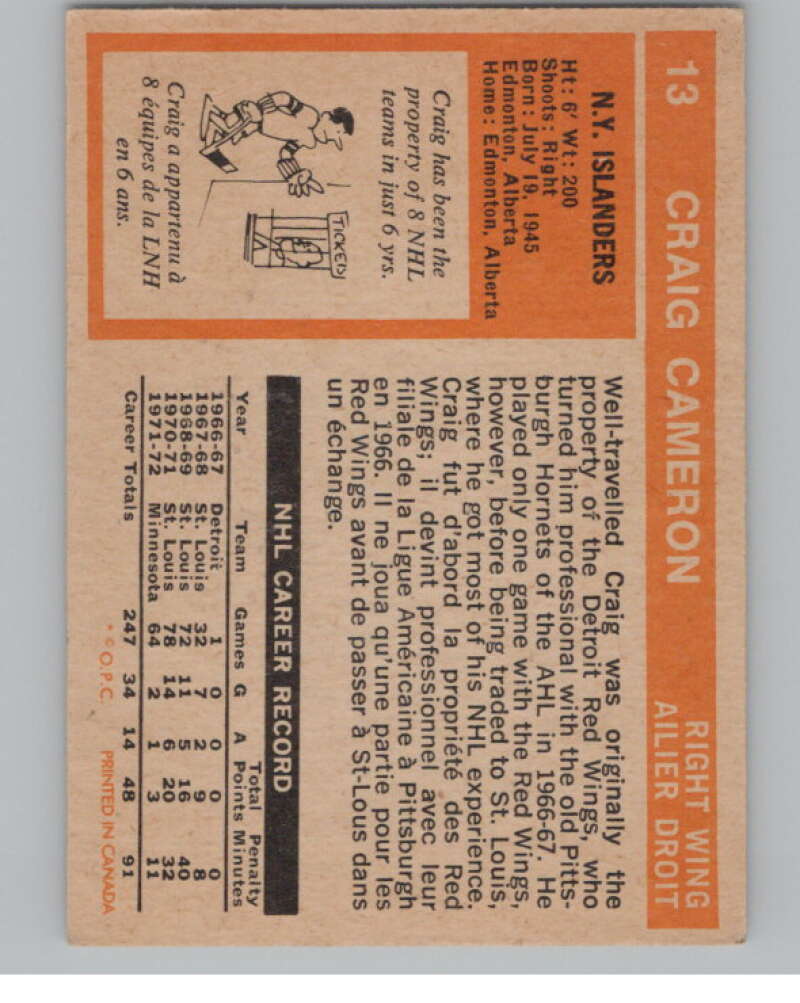 13 CRAIG CAMERON RIGHT WING
AILIER DROIT
N.Y. ISLANDERS
Ht: 6' Wt: 200
Shoots: Right
Born: July 19, 1945
Edmonton, Alberta
Home: Edmonton, Alberta
Craig has been the
property of 8 NHL
teams in just 6 yrs.
TICKETS
Craig a appartenu à
8 équipes de la LNH
en 6 ans.
Well-travelled Craig was originally the
property of the Detroit Red Wings, who
turned him professional with the old Pitts-
burgh Hornets of the AHL in 1966-67. He
played only one game with the Red Wings,
however, before being traded to St. Louis,
where he got most of his NHL experience.
Craig fut d'abord la propriété des Red
Wings; il devint professionnel avec leur
filiale de la Ligue Américaine à Pittsburgh
en 1966. Il ne joua qu'une partie pour les
Red Wings avant de passer à St-Lous dans
un échange.
NHL CAREER RECORD
Total Penalty
Year Team Games G A Points Minutes
1966-67 Detroit 1 0 0 0 0
1967-68 St. Louis 32 7 2 9 8
1968-69 St. Louis 72 11 5 16 40
1970-71 St. Louis 78 14 6 20 32
1971-72 Minnesota 64 2 1 3 11
Career Totals 247 34 14 48 91
* © O.P.C. PRINTED IN CANADA